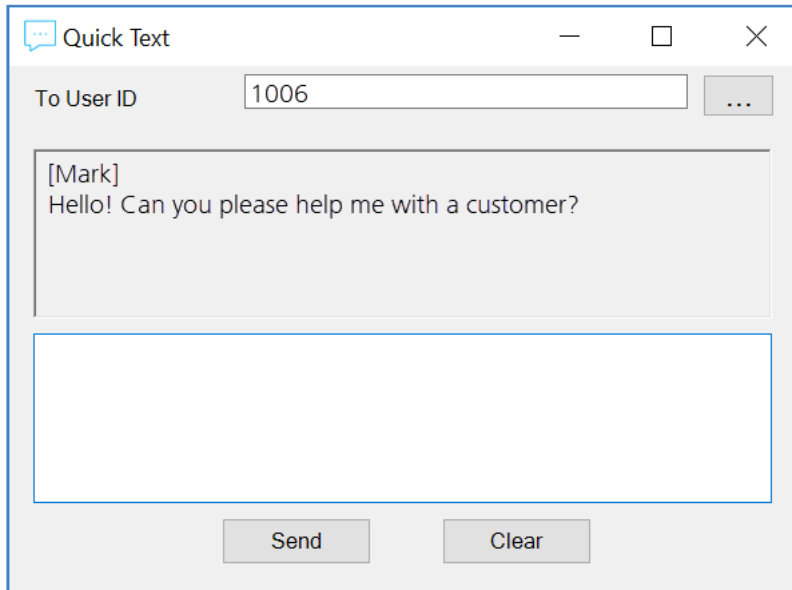 Quick Text
To User ID 1006 ...
[Mark]
Hello! Can you please help me with a customer?
Send Clear